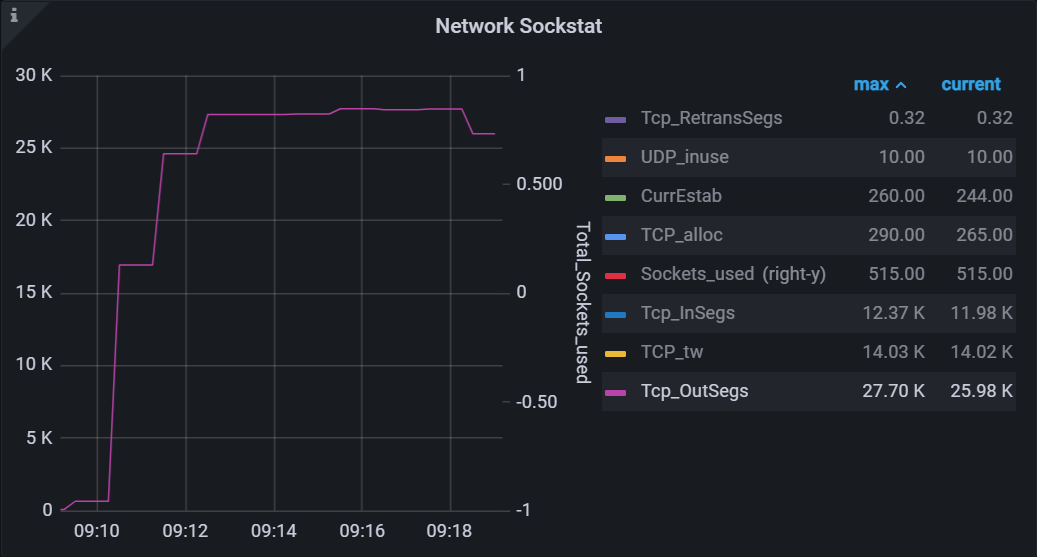 i
Network Sockstat
30 K
25 K
20 K
15 K
10 K
5 K
0
09:10 09:12 09:14 09:16 09:18
1
0.500
0
-0.50
-1
Total_Sockets_used
max current
Tcp_RetransSegs 0.32 0.32
UDP_inuse 10.00 10.00
CurrEstab 260.00 244.00
TCP_alloc 290.00 265.00
Sockets_used (right-y) 515.00 515.00
Tcp_InSegs 12.37 K 11.98 K
TCP_tw 14.03 K 14.02 K
Tcp_OutSegs 27.70 K 25.98 K